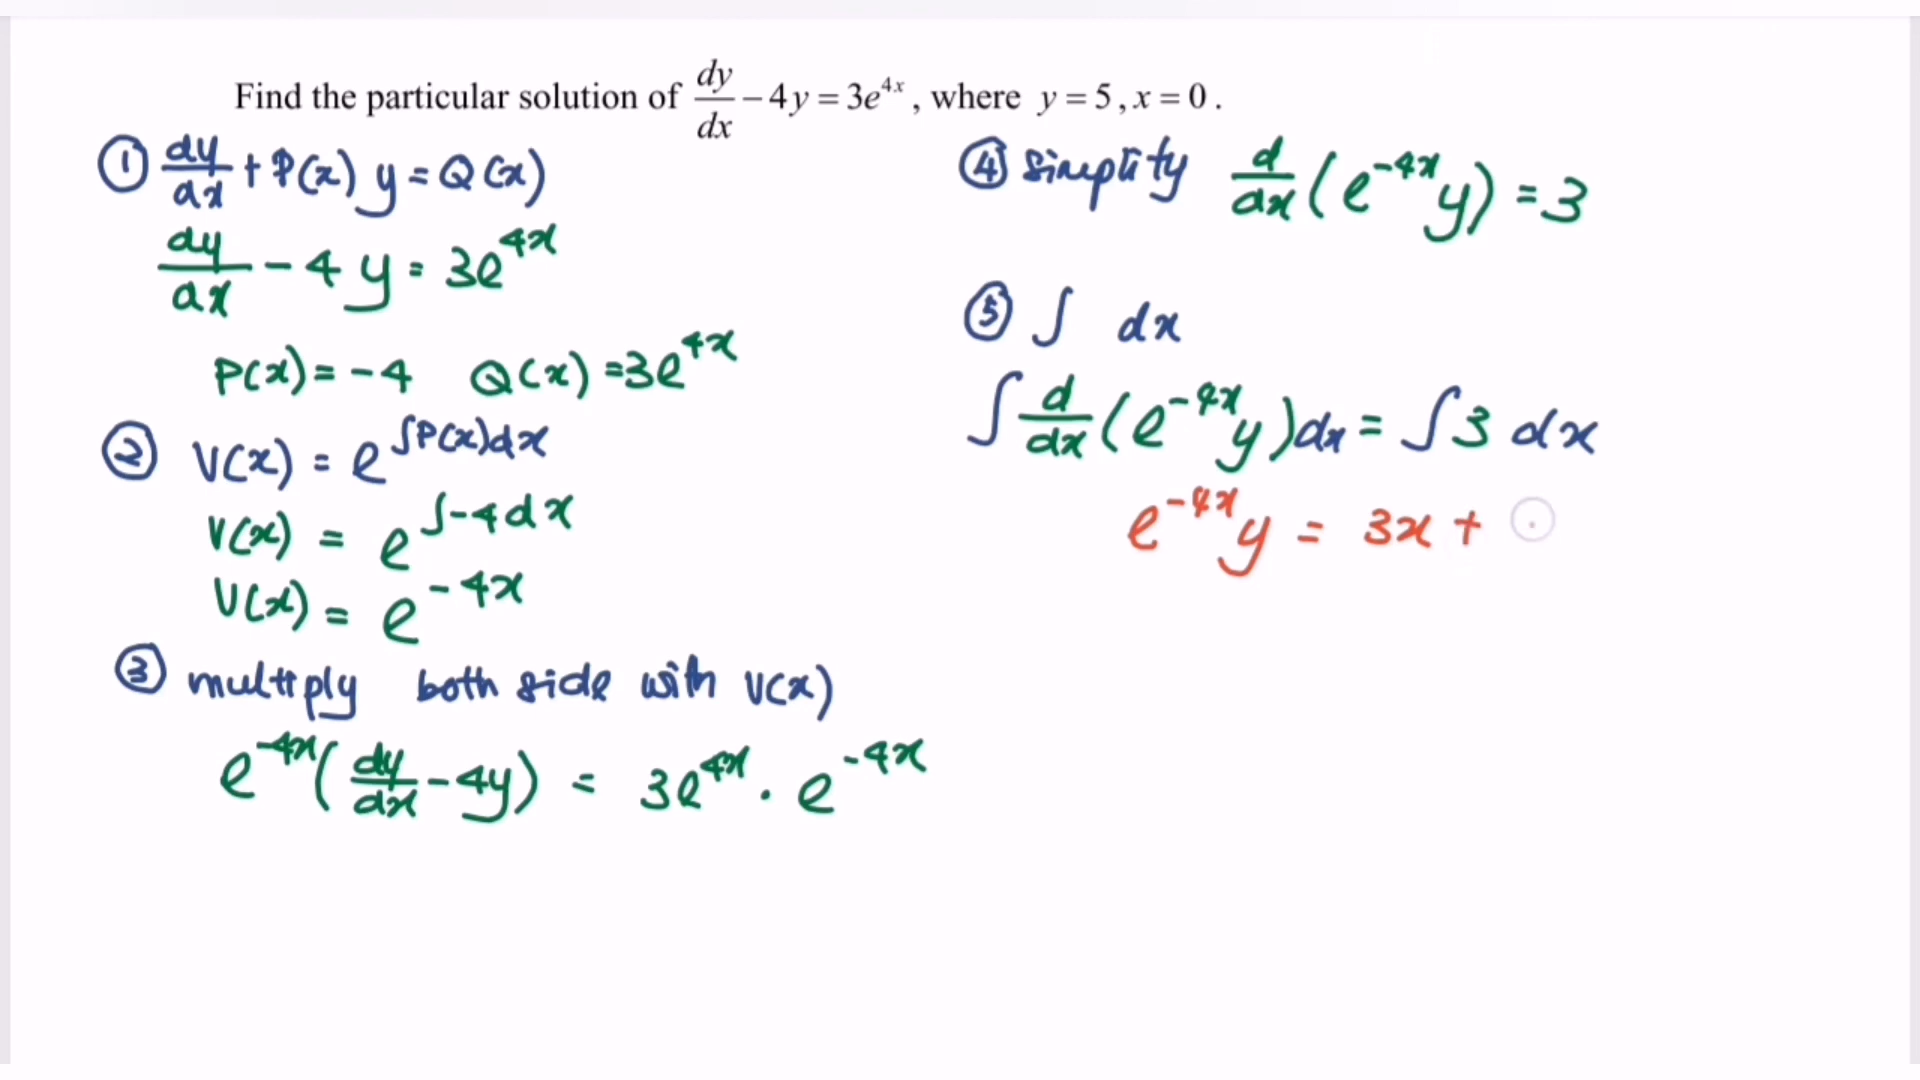 Find the particular solution of dy/dx − 4y = 3e^{4x}, where y = 5, x = 0.
① dy/dx + P(x) y = Q(x)
dy/dx - 4y = 3e^{4x}
P(x) = -4 Q(x) = 3e^{4x}
② V(x) = e^{∫P(x)dx}
V(x) = e^{∫-4dx}
V(x) = e^{-4x}
③ multiply both side with V(x)
e^{-4x}(dy/dx - 4y) = 3e^{4x} · e^{-4x}
④ simplify d/dx(e^{-4x}y) = 3
⑤ ∫ dx
∫ d/dx(e^{-4x}y)dx = ∫3 dx
e^{-4x}y = 3x +